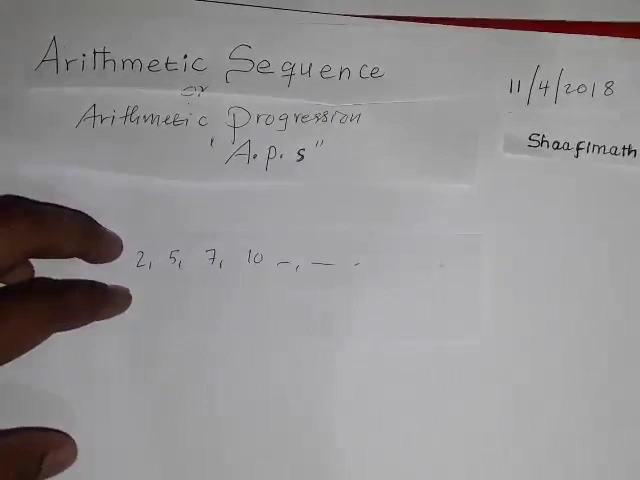 Arithmetic Sequence
or
Arithmetic Progression
"A.p.s"
11/4/2018
Shaafimath
2, 5, 7, 10 -, - -